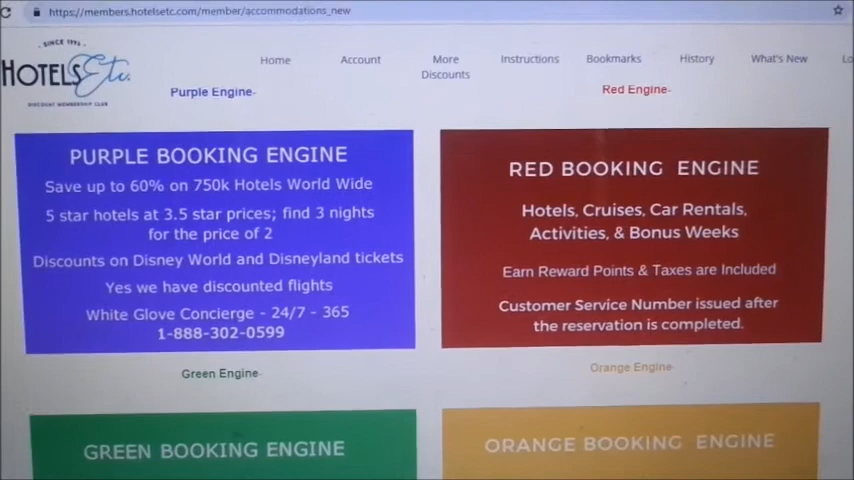 https://members.hotelsetc.com/member/accommodations_new
SINCE 1995
HOTELS Etc.
DISCOUNT MEMBERSHIP CLUB
Home
Account
More
Discounts
Instructions
Bookmarks
History
What's New
Lo
Purple Engine-
Red Engine-
PURPLE BOOKING ENGINE
Save up to 60% on 750k Hotels World Wide
5 star hotels at 3.5 star prices; find 3 nights
for the price of 2
Discounts on Disney World and Disneyland tickets
Yes we have discounted flights
White Glove Concierge - 24/7 - 365
1-888-302-0599
RED BOOKING ENGINE
Hotels, Cruises, Car Rentals,
Activities, & Bonus Weeks
Earn Reward Points & Taxes are Included
Customer Service Number issued after
the reservation is completed.
Green Engine-
Orange Engine-
GREEN BOOKING ENGINE
ORANGE BOOKING ENGINE